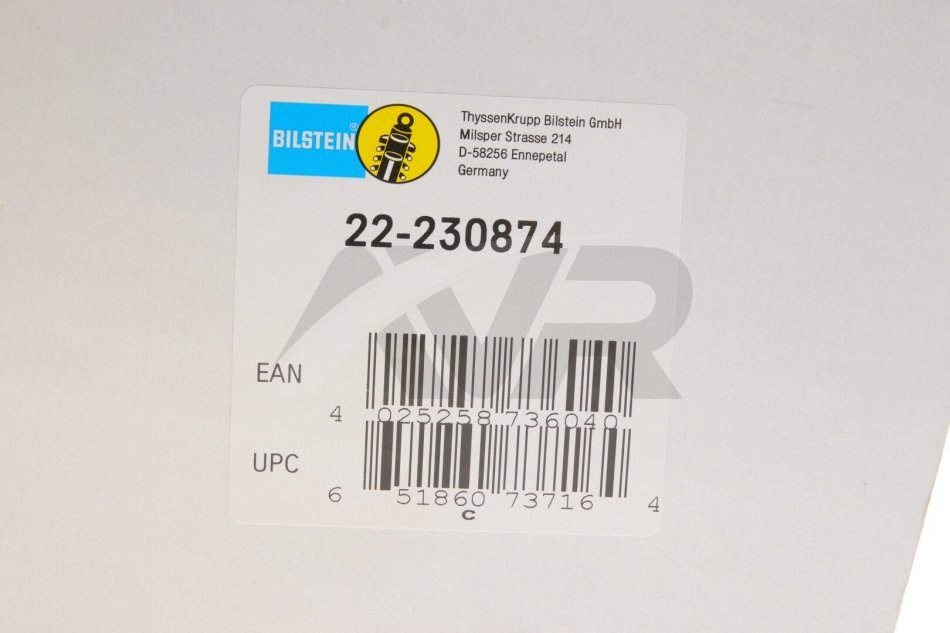 BILSTEIN®
ThyssenKrupp Bilstein GmbH
Milsper Strasse 214
D-58256 Ennepetal
Germany
22-230874
AVR
EAN
4 025258 736040
UPC
6 51860 73716 4
C